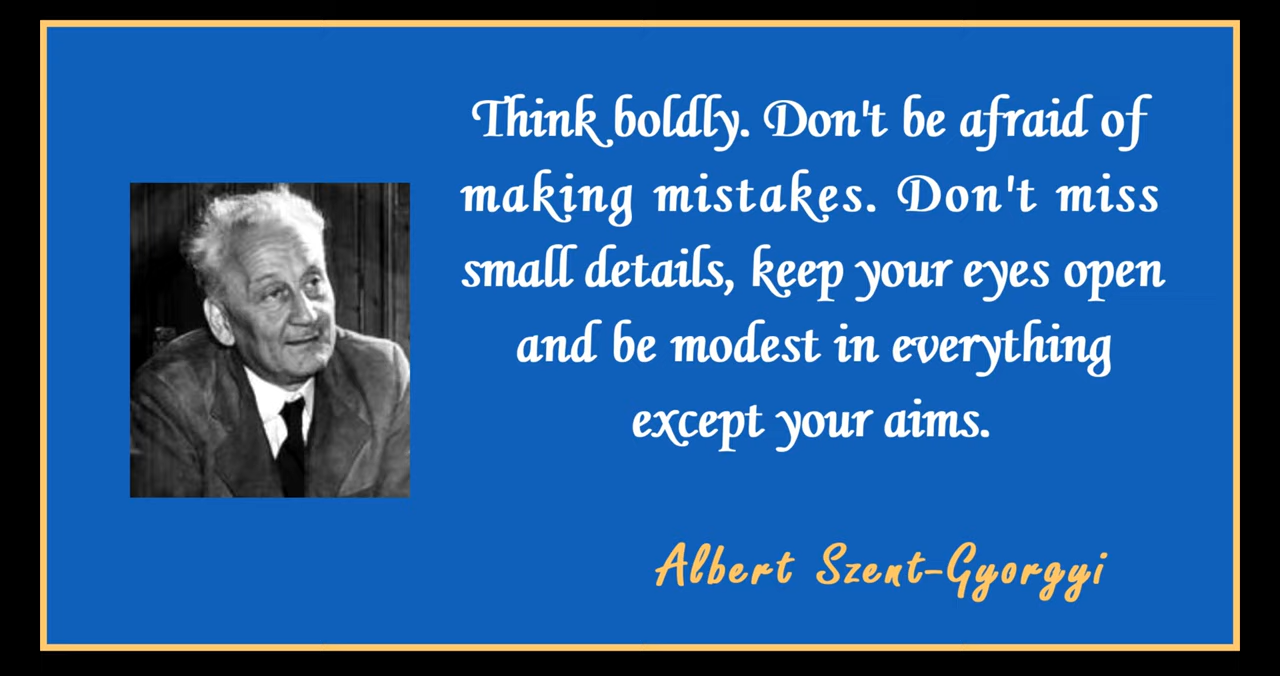 Think boldly. Don't be afraid of
making mistakes. Don't miss
small details, keep your eyes open
and be modest in everything
except your aims.
Albert Szent-Gyorgyi